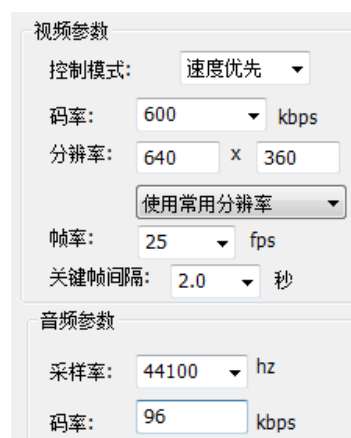 视频参数
控制模式: 速度优先
码率: 600 kbps
分辨率: 640 x 360
使用常用分辨率
帧率: 25 fps
关键帧间隔: 2.0 秒
音频参数
采样率: 44100 hz
码率: 96 kbps